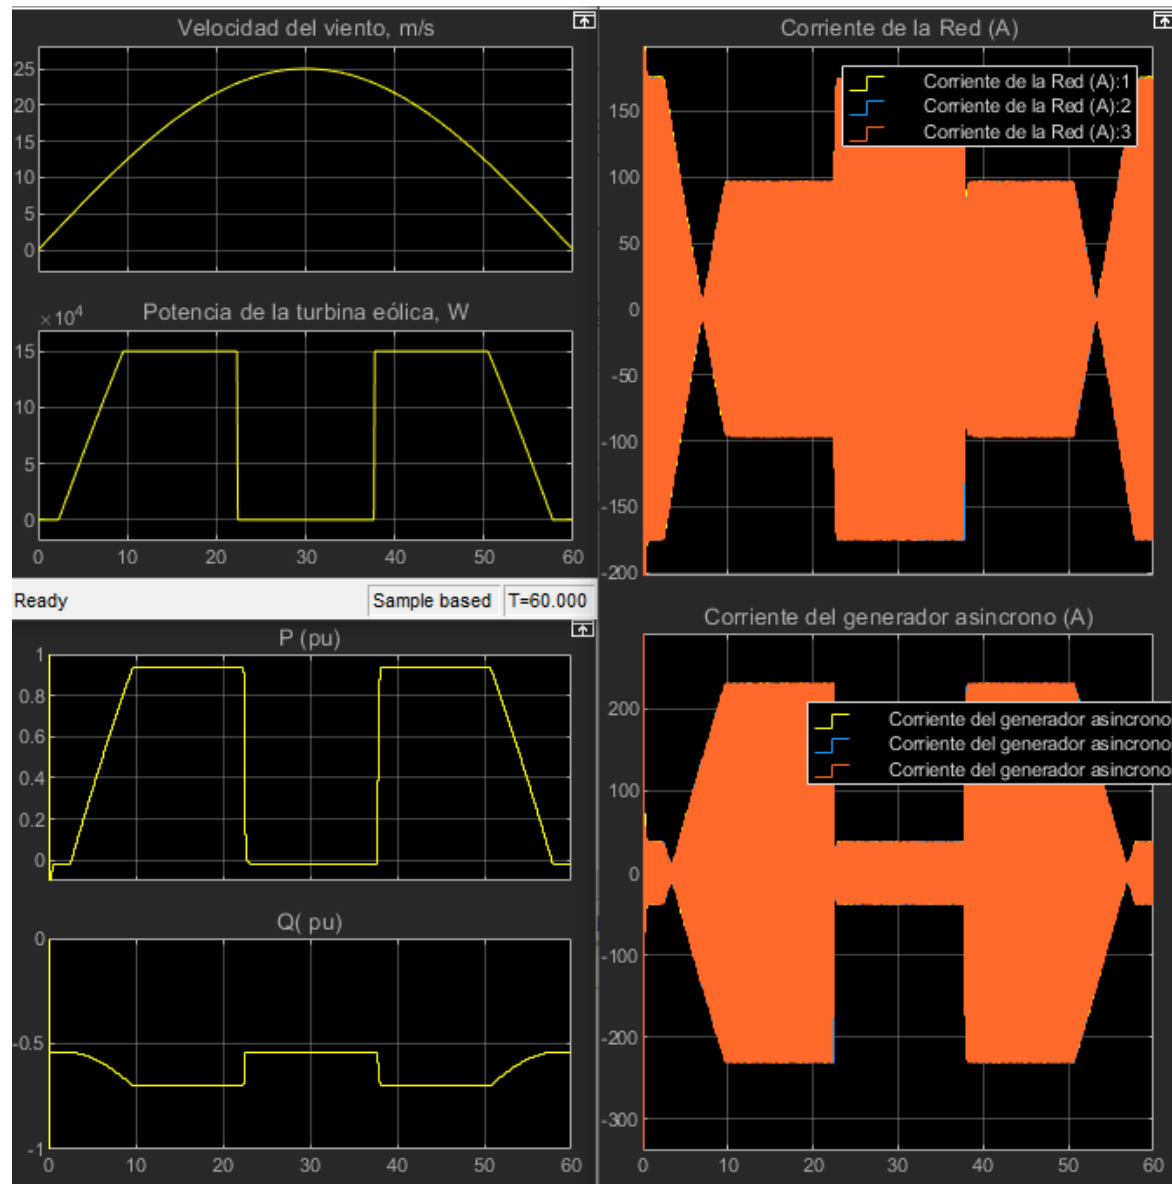 Velocidad del viento, m/s
25
20
15
10
5
0
Potencia de la turbina eólica, W
×10⁴
15
10
5
0
0 10 20 30 40 50 60
Ready Sample based T=60.000
P (pu)
1
0.8
0.6
0.4
0.2
0
Q( pu)
0
-0.5
-1
0 10 20 30 40 50 60
Corriente de la Red (A)
Corriente de la Red (A):1
Corriente de la Red (A):2
Corriente de la Red (A):3
150
100
50
0
-50
-100
-150
-200
Corriente del generador asincrono (A)
Corriente del generador asincrono
Corriente del generador asincrono
Corriente del generador asincrono
200
100
0
-100
-200
-300
0 10 20 30 40 50 60